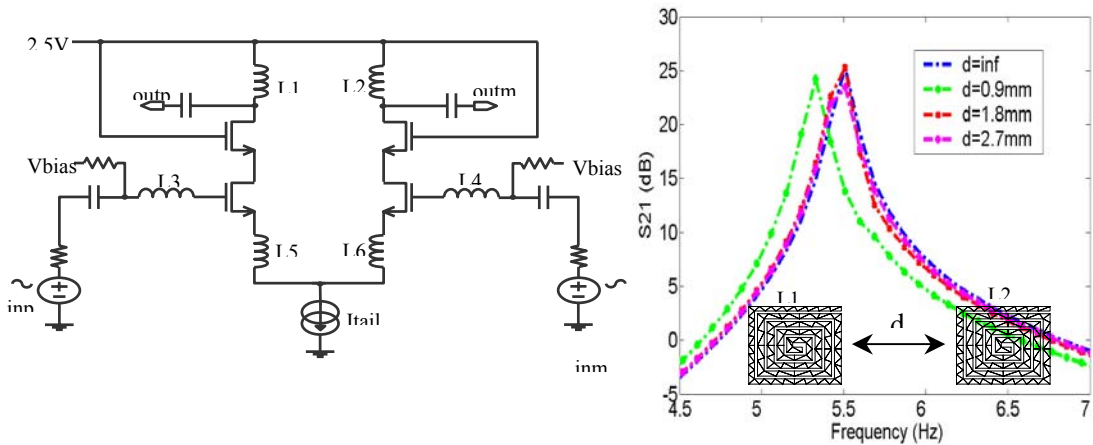 2.5V
L1
L2
outp
outm
Vbias
Vbias
L3
L4
L5
L6
inp
Itail
inm
30
25
20
15
10
5
0
-5
S21 (dB)
d=inf
d=0.9mm
d=1.8mm
d=2.7mm
L1
L2
d
4.5
5
5.5
6
6.5
7
Frequency (Hz)